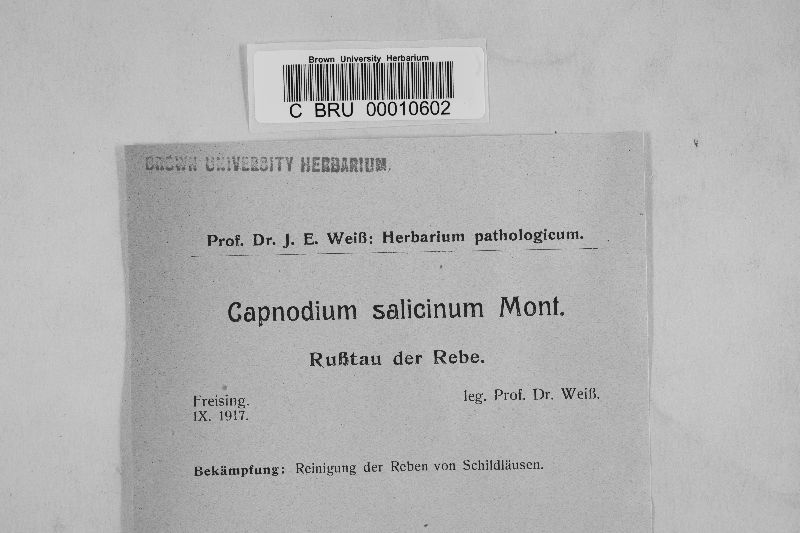 Brown University Herbarium
C BRU 00010602
BROWN UNIVERSITY HERBARIUM.
Prof. Dr. J. E. Weiß: Herbarium pathologicum.
Capnodium salicinum Mont.
Rußtau der Rebe.
Freising.
leg. Prof. Dr. Weiß.
IX. 1917.
Bekämpfung: Reinigung der Reben von Schildläusen.